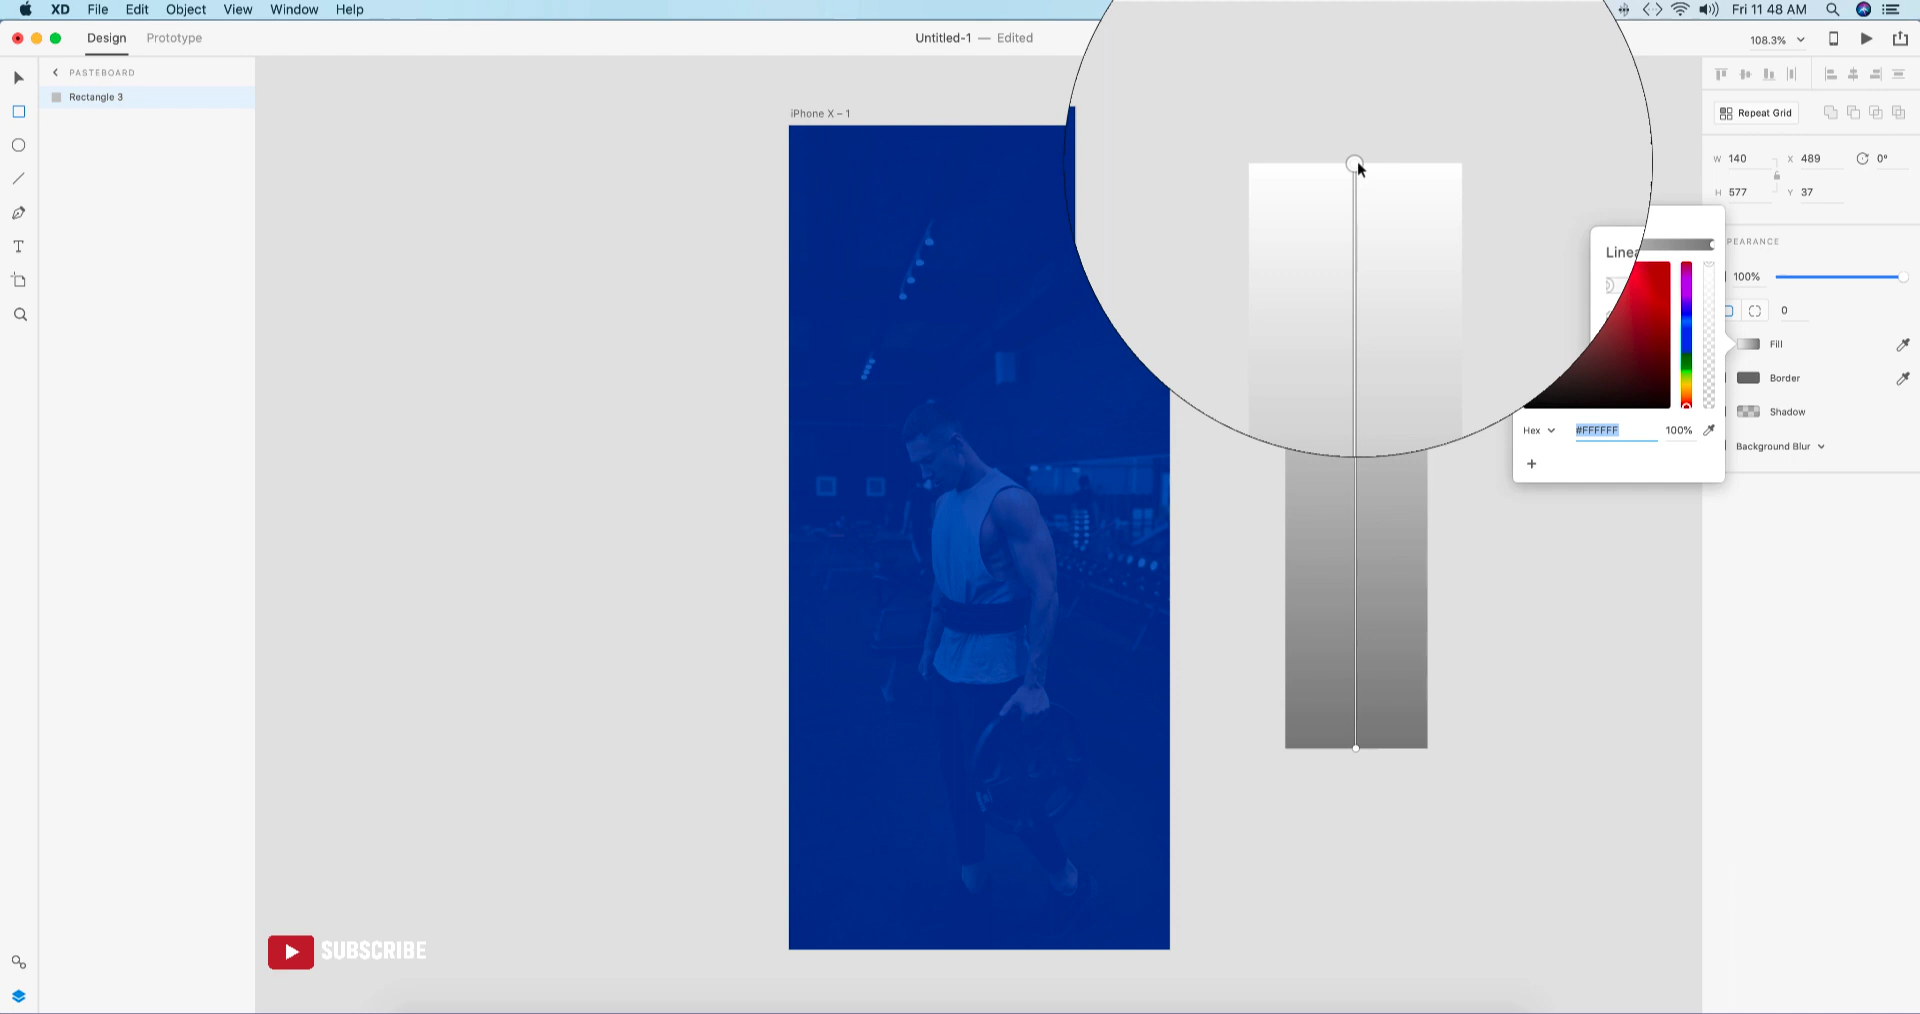 XD File Edit Object View Window Help
Fri 11 48 AM
Design Prototype
Untitled-1 — Edited
108.3%
PASTEBOARD
Rectangle 3
iPhone X – 1
Repeat Grid
W 140 X 489 0°
H 577 Y 37
PEARANCE
Linea
100%
0
Fill
Border
Hex #FFFFFF 100%
Shadow
Background Blur
+
SUBSCRIBE